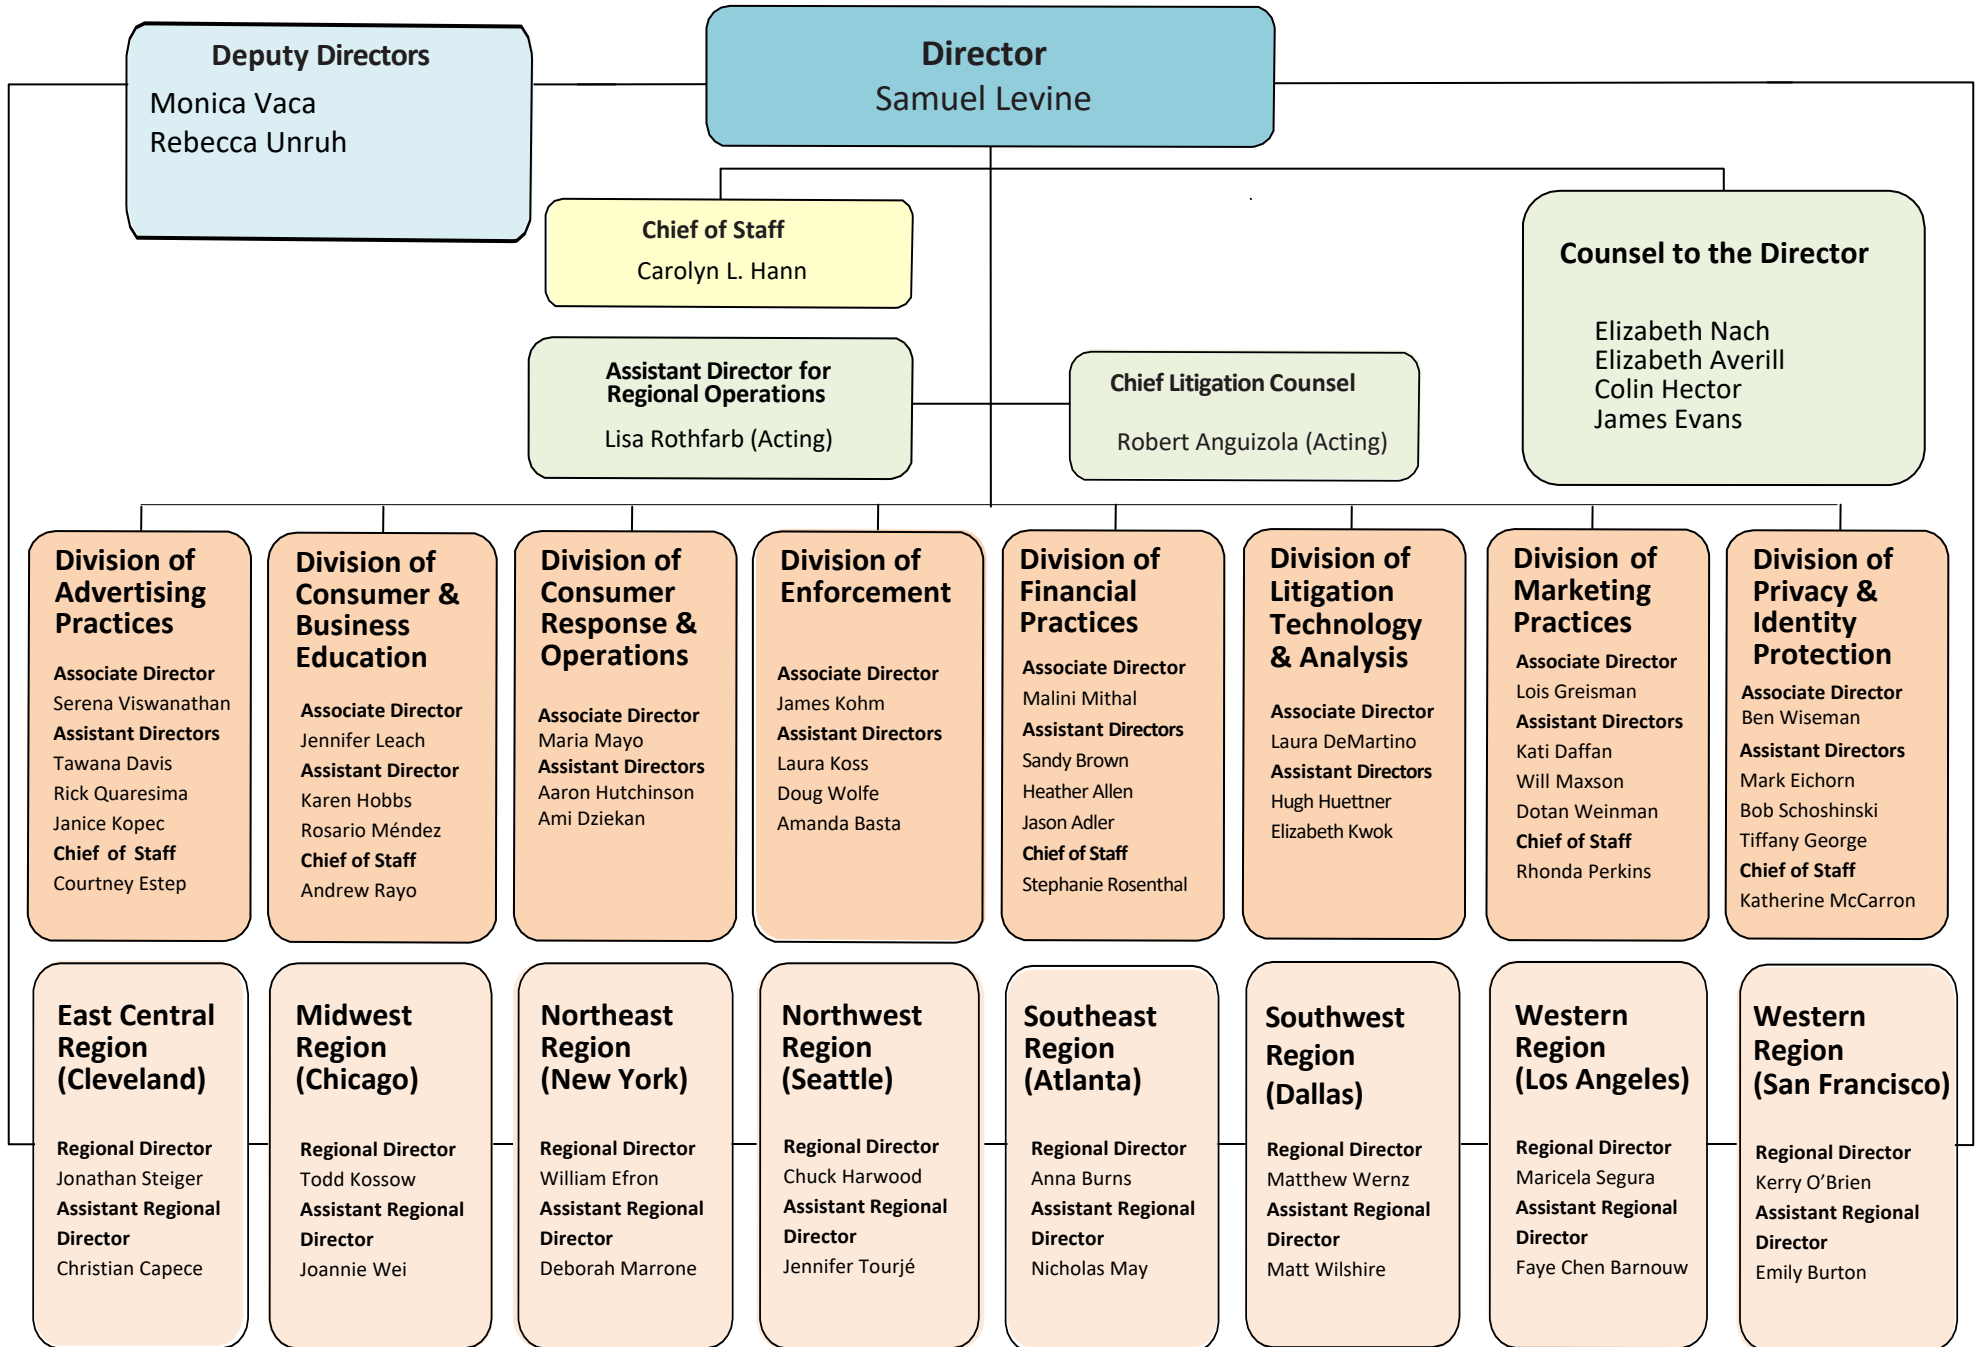 Deputy Directors
Monica Vaca
Rebecca Unruh
Director
Samuel Levine
Chief of Staff
Carolyn L. Hann
Counsel to the Director
Elizabeth Nach
Elizabeth Averill
Colin Hector
James Evans
Assistant Director for
Regional Operations
Lisa Rothfarb (Acting)
Chief Litigation Counsel
Robert Anguizola (Acting)
Division of
Advertising
Practices
Associate Director
Serena Viswanathan
Assistant Directors
Tawana Davis
Rick Quaresima
Janice Kopec
Chief of Staff
Courtney Estep
Division of
Consumer &
Business
Education
Associate Director
Jennifer Leach
Assistant Director
Karen Hobbs
Rosario Méndez
Chief of Staff
Andrew Rayo
Division of
Consumer
Response &
Operations
Associate Director
Maria Mayo
Assistant Directors
Aaron Hutchinson
Ami Dziekan
Division of
Enforcement
Associate Director
James Kohm
Assistant Directors
Laura Koss
Doug Wolfe
Amanda Basta
Division of
Financial
Practices
Associate Director
Malini Mithal
Assistant Directors
Sandy Brown
Heather Allen
Jason Adler
Chief of Staff
Stephanie Rosenthal
Division of
Litigation
Technology
& Analysis
Associate Director
Laura DeMartino
Assistant Directors
Hugh Huettner
Elizabeth Kwok
Division of
Marketing
Practices
Associate Director
Lois Greisman
Assistant Directors
Kati Daffan
Will Maxson
Dotan Weinman
Chief of Staff
Rhonda Perkins
Division of
Privacy &
Identity
Protection
Associate Director
Ben Wiseman
Assistant Directors
Mark Eichorn
Bob Schoshinski
Tiffany George
Chief of Staff
Katherine McCarron
East Central
Region
(Cleveland)
Regional Director
Jonathan Steiger
Assistant Regional
Director
Christian Capece
Midwest
Region
(Chicago)
Regional Director
Todd Kossow
Assistant Regional
Director
Joannie Wei
Northeast
Region
(New York)
Regional Director
William Efron
Assistant Regional
Director
Deborah Marrone
Northwest
Region
(Seattle)
Regional Director
Chuck Harwood
Assistant Regional
Director
Jennifer Tourjé
Southeast
Region
(Atlanta)
Regional Director
Anna Burns
Assistant Regional
Director
Nicholas May
Southwest
Region
(Dallas)
Regional Director
Matthew Wernz
Assistant Regional
Director
Matt Wilshire
Western
Region
(Los Angeles)
Regional Director
Maricela Segura
Assistant Regional
Director
Faye Chen Barnouw
Western
Region
(San Francisco)
Regional Director
Kerry O’Brien
Assistant Regional
Director
Emily Burton